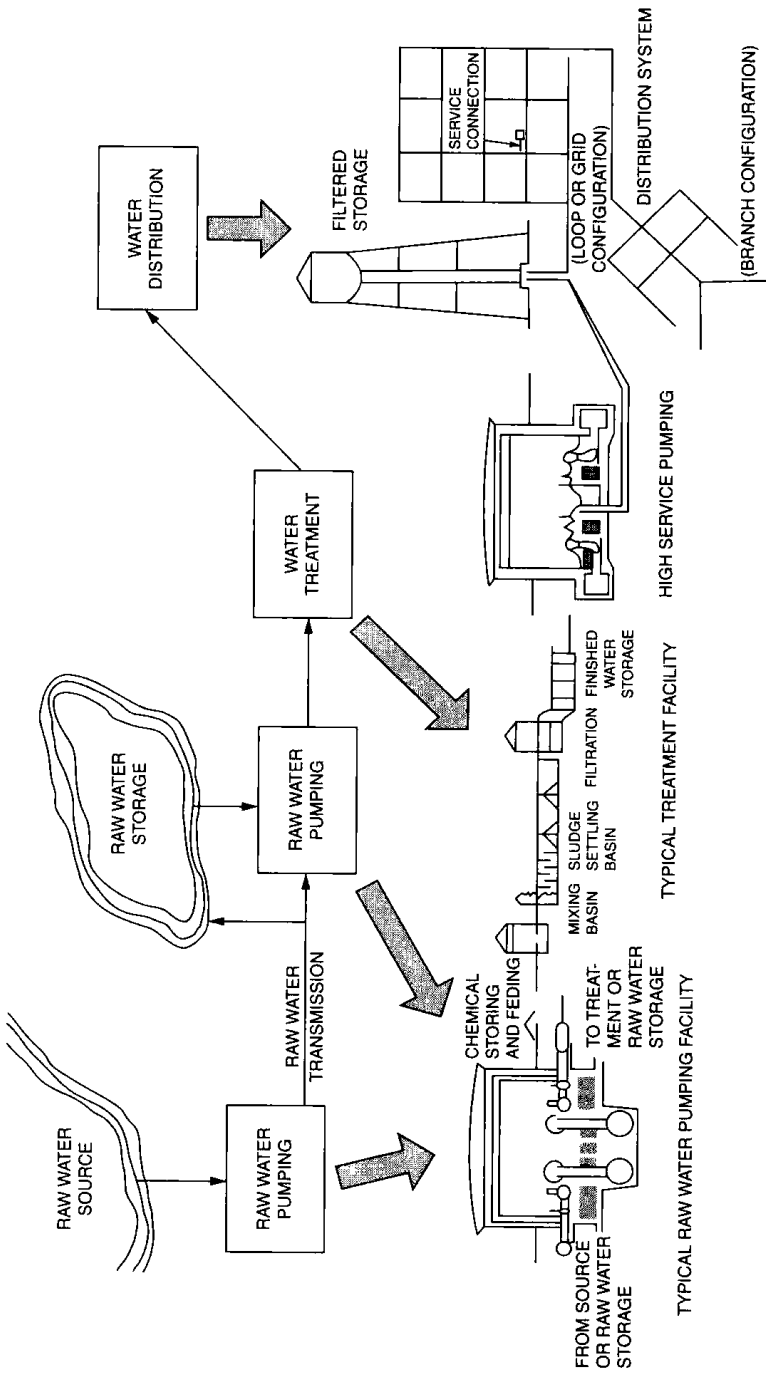 RAW WATER
SOURCE
RAW WATER
PUMPING
RAW WATER
TRANSMISSION
RAW WATER
STORAGE
RAW WATER
PUMPING
WATER
TREATMENT
WATER
DISTRIBUTION
FROM SOURCE
OR RAW WATER
STORAGE
TO TREAT-
MENT OR
RAW WATER
STORAGE
TYPICAL RAW WATER PUMPING FACILITY
CHEMICAL
STORING
AND FEDING
MIXING
BASIN
SLUDGE
SETTLING
BASIN
FILTRATION
FINISHED
WATER
STORAGE
TYPICAL TREATMENT FACILITY
HIGH SERVICE PUMPING
FILTERED
STORAGE
SERVICE
CONNECTION
(LOOP OR GRID
CONFIGURATION)
DISTRIBUTION SYSTEM
(BRANCH CONFIGURATION)